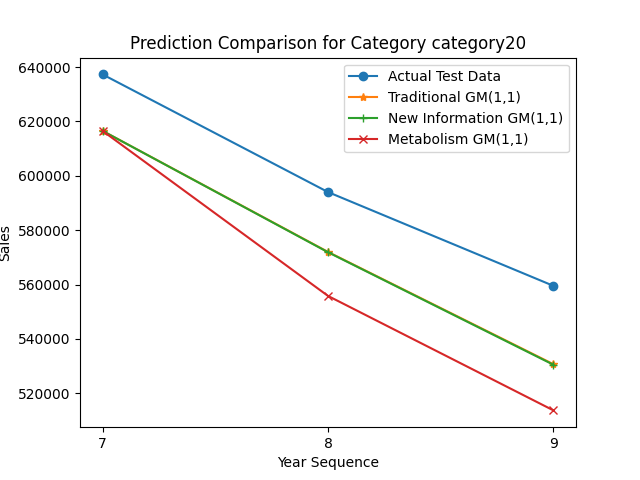 Prediction Comparison for Category category20
Actual Test Data
Traditional GM(1,1)
New Information GM(1,1)
Metabolism GM(1,1)
640000
620000
600000
580000
560000
540000
520000
Sales
7
8
9
Year Sequence